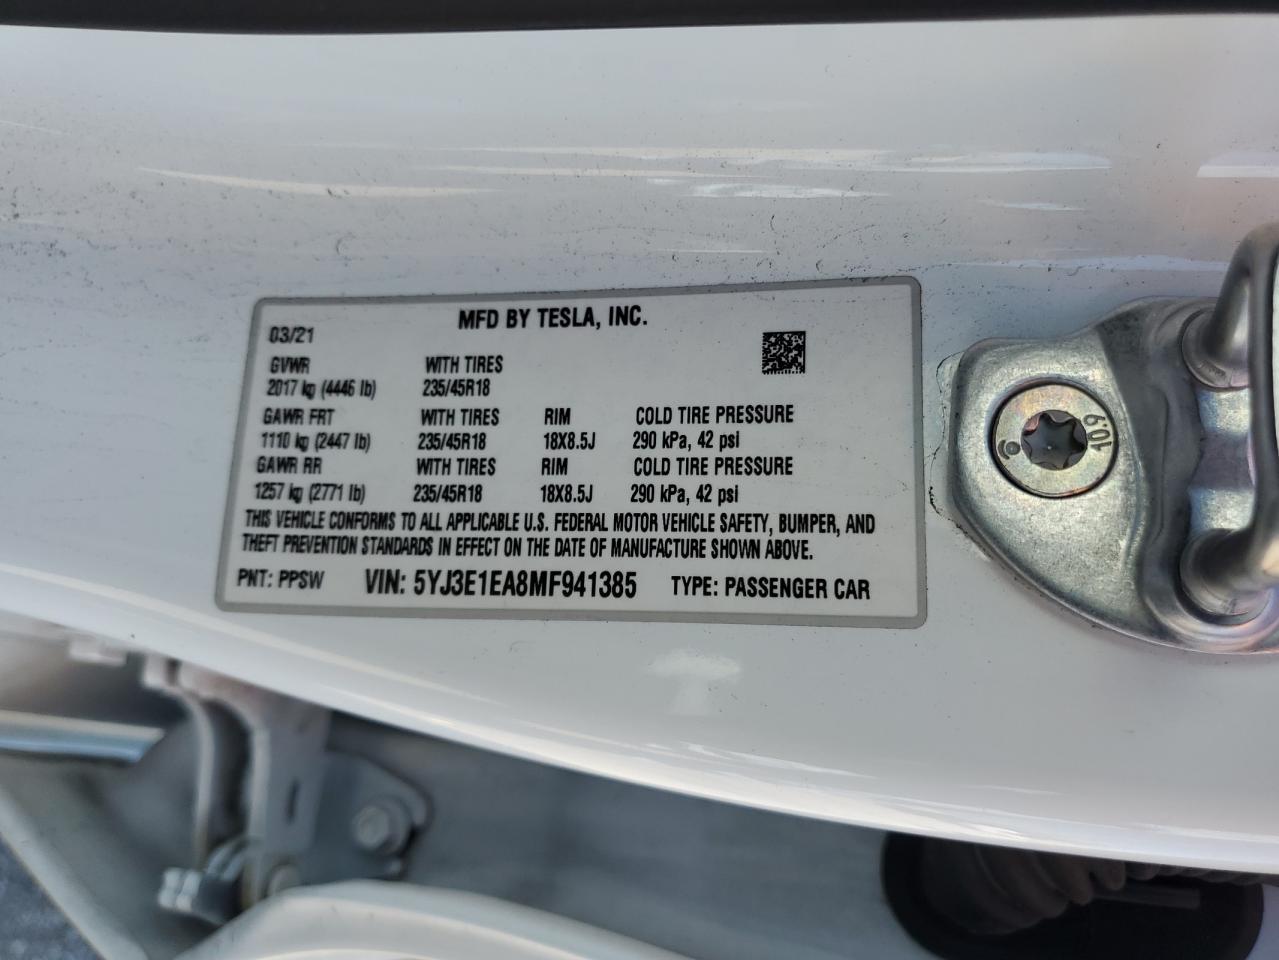 MFD BY TESLA, INC.
03/21
GVWR WITH TIRES
2017 kg (4446 lb) 235/45R18
GAWR FRT WITH TIRES RIM COLD TIRE PRESSURE
1110 kg (2447 lb) 235/45R18 18X8.5J 290 kPa, 42 psi
GAWR RR WITH TIRES RIM COLD TIRE PRESSURE
1257 kg (2771 lb) 235/45R18 18X8.5J 290 kPa, 42 psi
THIS VEHICLE CONFORMS TO ALL APPLICABLE U.S. FEDERAL MOTOR VEHICLE SAFETY, BUMPER, AND
THEFT PREVENTION STANDARDS IN EFFECT ON THE DATE OF MANUFACTURE SHOWN ABOVE.
PNT: PPSW VIN: 5YJ3E1EA8MF941385 TYPE: PASSENGER CAR
10.9